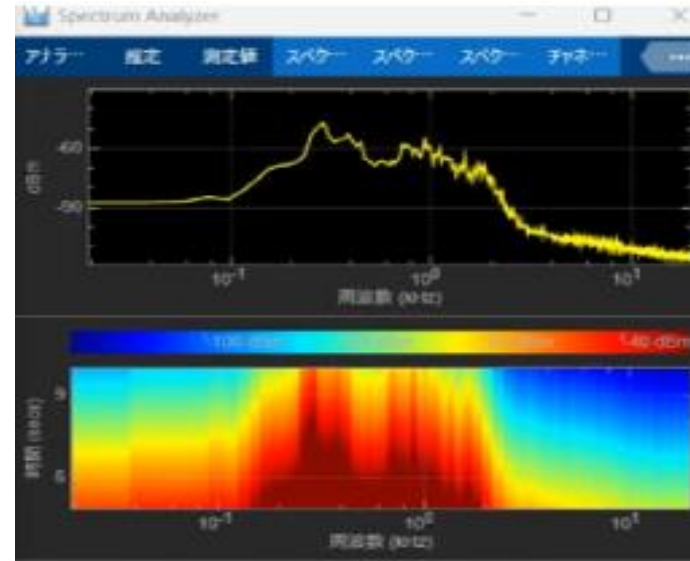 Spectrum Analyzer
アナラ… 推定 測定値 スペク… スペク… スペク… チャネ… ...
-60
dBm
-90
10⁻¹ 10⁰ 10¹
周波数 (kHz)
-100 dBm -40 dBm
9
時間 (secs)
10⁻¹ 10⁰ 10¹
周波数 (kHz)